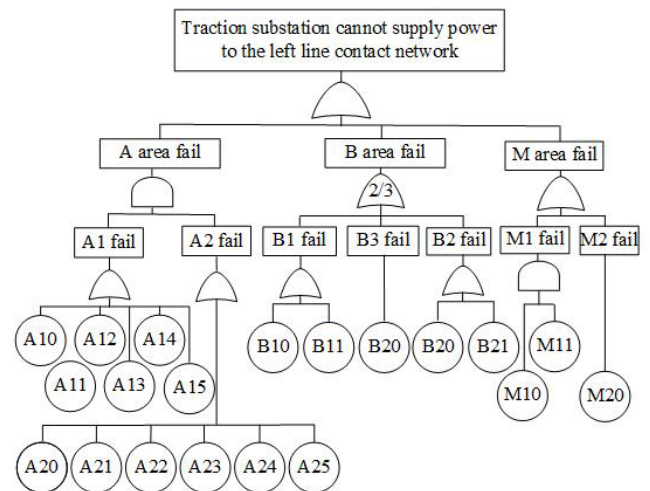 Traction substation cannot supply power
to the left line contact network
A area fail
B area fail
M area fail
2/3
A1 fail
A2 fail
B1 fail
B3 fail
B2 fail
M1 fail
M2 fail
A10
A12
A14
B10
B11
B20
B20
B21
M11
A11
A13
A15
M10
M20
A20
A21
A22
A23
A24
A25